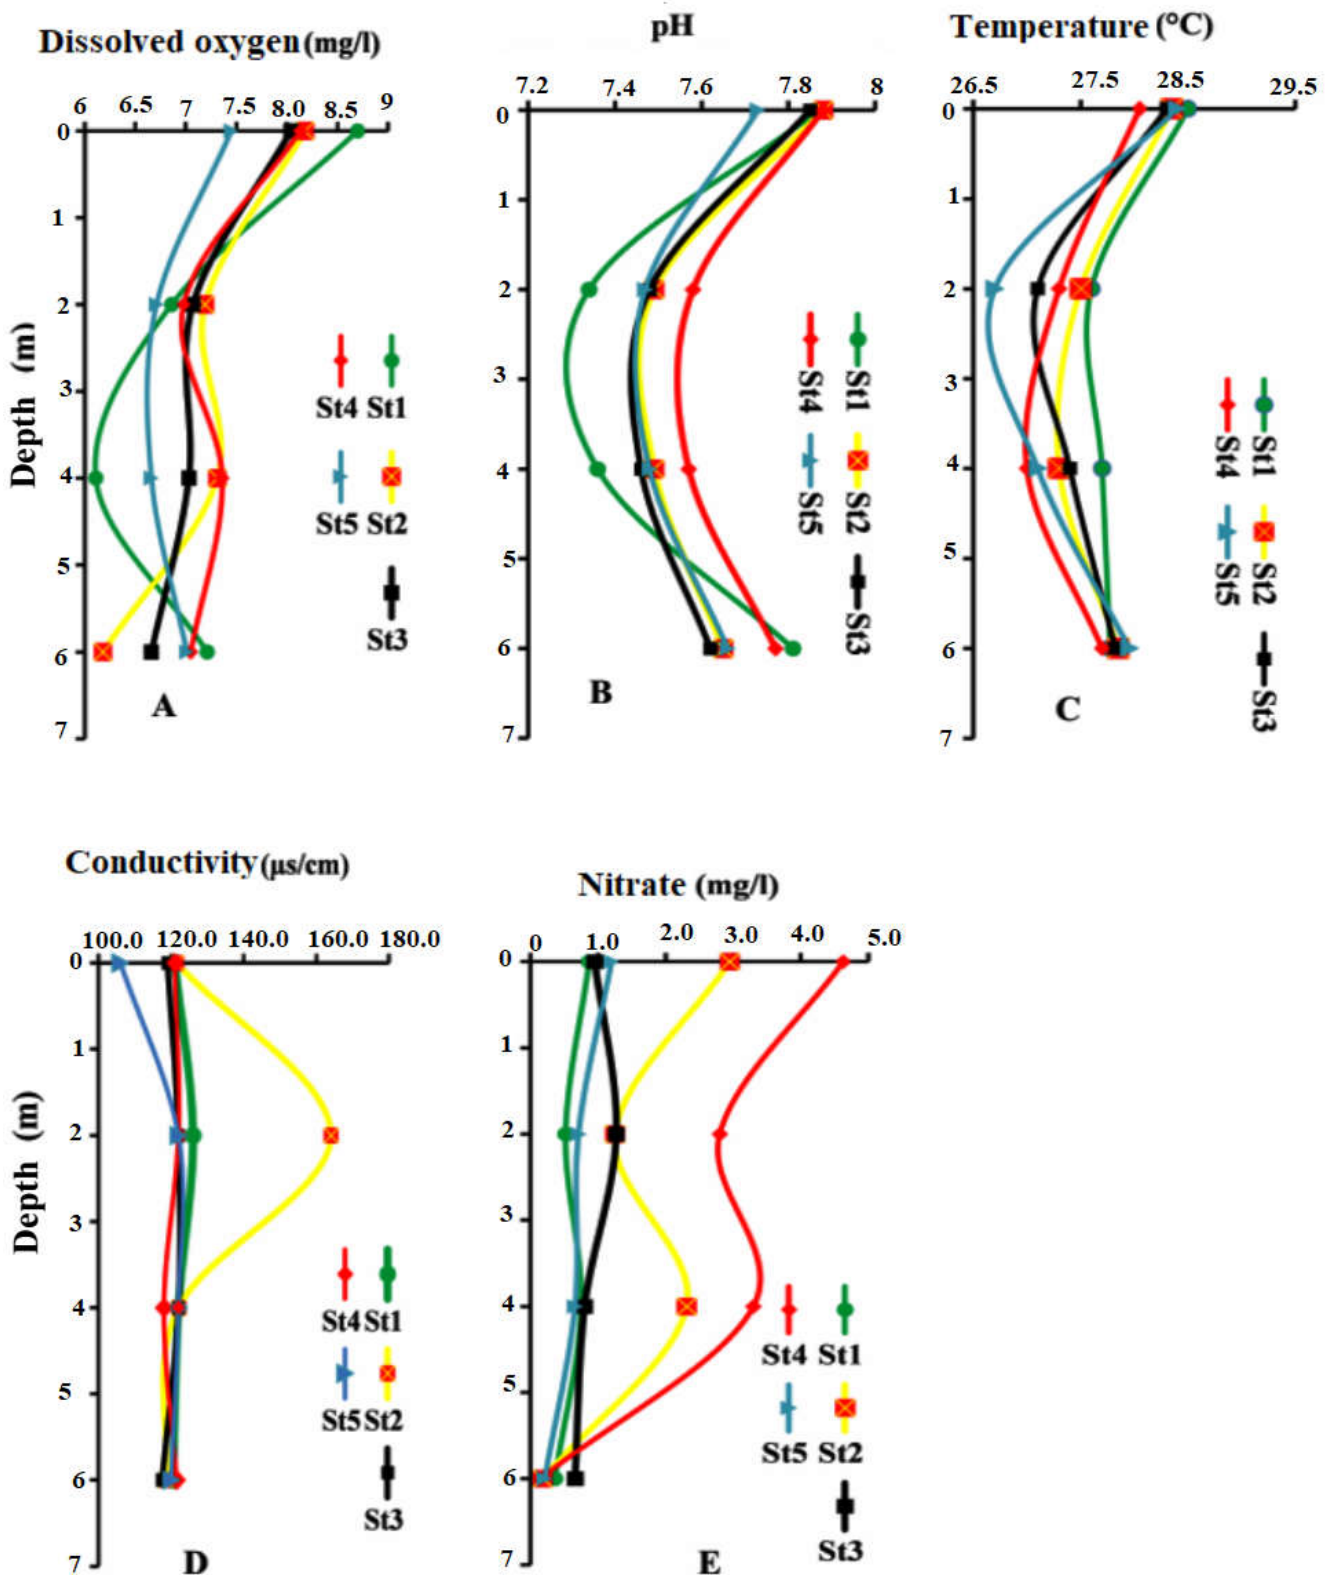 Dissolved oxygen (mg/l)
6 6.5 7 7.5 8.0 8.5 9
0
1
2
3
4
5
6
7
Depth (m)
St4 St1
St5 St2
St3
A
pH
7.2 7.4 7.6 7.8 8
0
1
2
3
4
5
6
7
St4 St1
St5 St2
St3
B
Temperature (°C)
26.5 27.5 28.5 29.5
0
1
2
3
4
5
6
7
St4 St1
St5 St2
St3
C
Conductivity (µs/cm)
100.0 120.0 140.0 160.0 180.0
0
1
2
3
4
5
6
7
Depth (m)
St4 St1
St5 St2
St3
D
Nitrate (mg/l)
0 1.0 2.0 3.0 4.0 5.0
0
1
2
3
4
5
6
7
St4 St1
St5 St2
St3
E